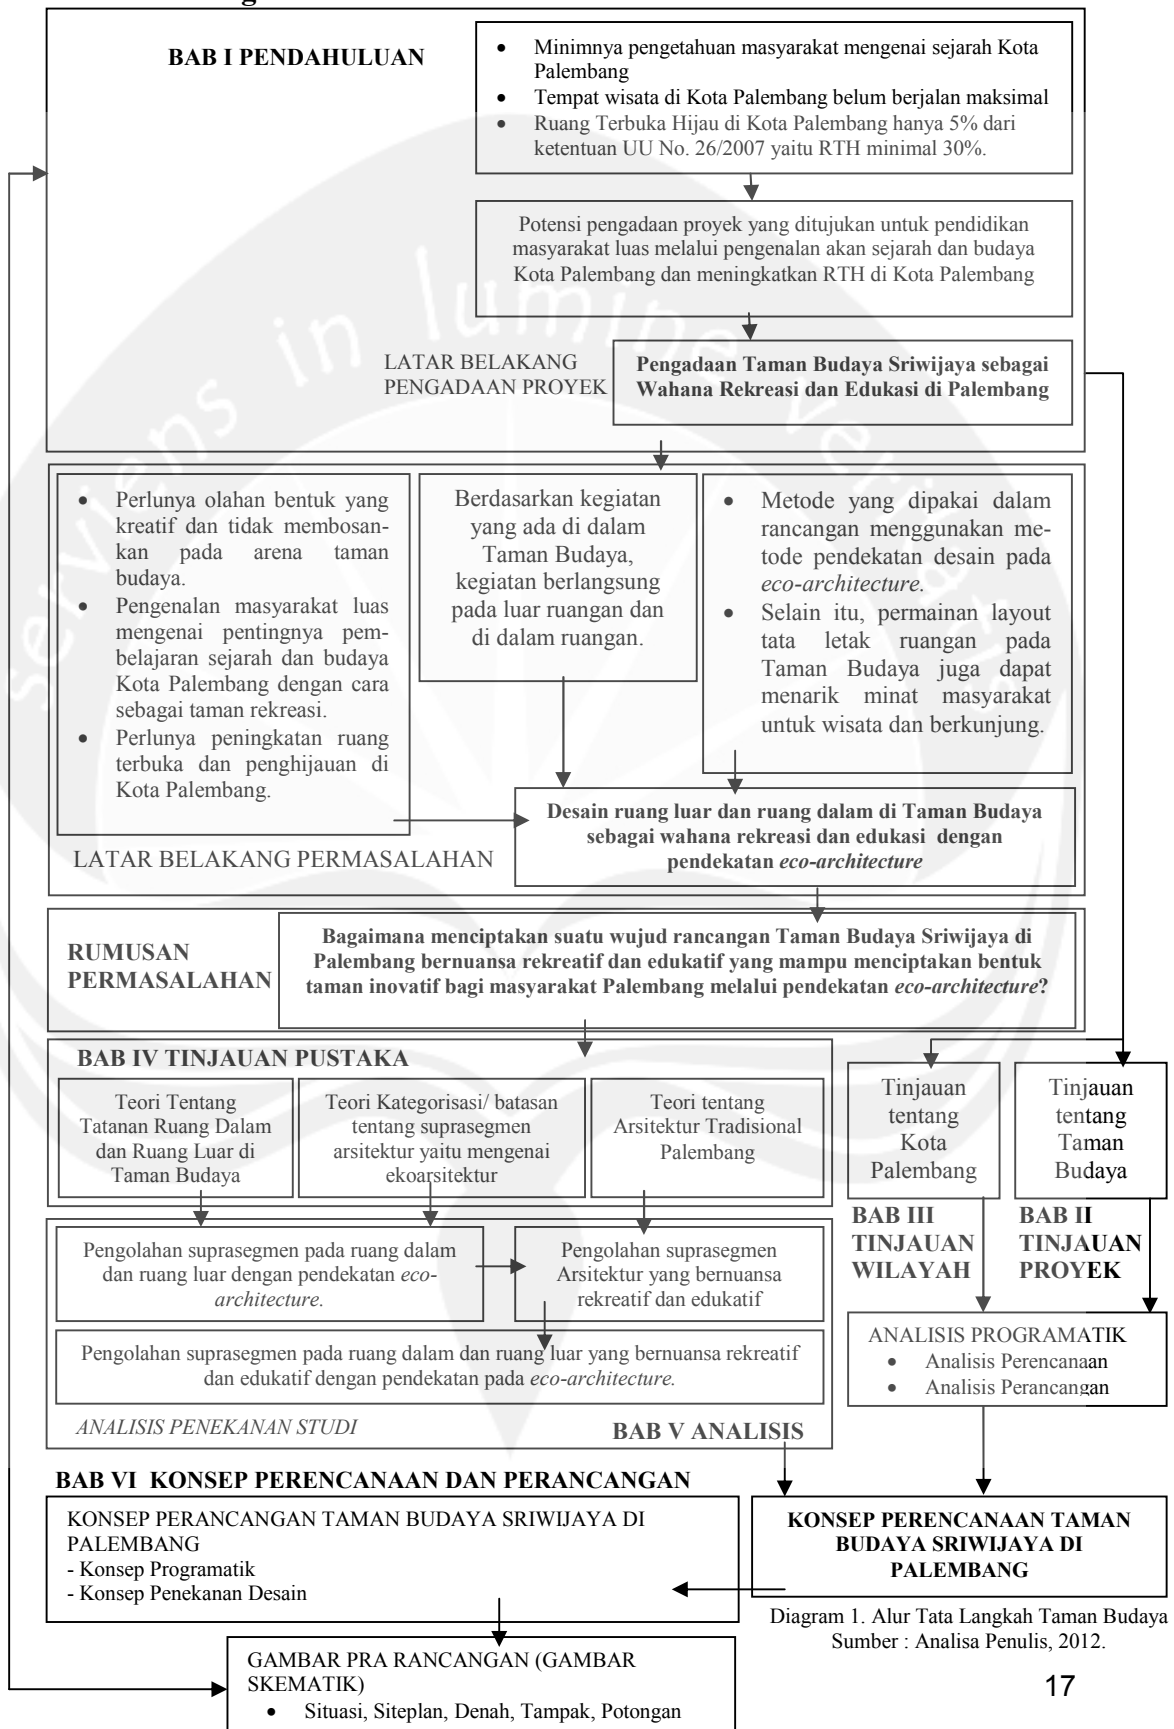 BAB I PENDAHULUAN
• Minimnya pengetahuan masyarakat mengenai sejarah Kota
Palembang
• Tempat wisata di Kota Palembang belum berjalan maksimal
• Ruang Terbuka Hijau di Kota Palembang hanya 5% dari
ketentuan UU No. 26/2007 yaitu RTH minimal 30%.
Potensi pengadaan proyek yang ditujukan untuk pendidikan
masyarakat luas melalui pengenalan akan sejarah dan budaya
Kota Palembang dan meningkatkan RTH di Kota Palembang
LATAR BELAKANG
PENGADAAN PROYEK
Pengadaan Taman Budaya Sriwijaya sebagai
Wahana Rekreasi dan Edukasi di Palembang
• Perlunya olahan bentuk yang
kreatif dan tidak membosan-
kan pada arena taman
budaya.
• Pengenalan masyarakat luas
mengenai pentingnya pem-
belajaran sejarah dan budaya
Kota Palembang dengan cara
sebagai taman rekreasi.
• Perlunya peningkatan ruang
terbuka dan penghijauan di
Kota Palembang.
Berdasarkan kegiatan
yang ada di dalam
Taman Budaya,
kegiatan berlangsung
pada luar ruangan dan
di dalam ruangan.
• Metode yang dipakai dalam
rancangan menggunakan me-
tode pendekatan desain pada
eco-architecture.
• Selain itu, permainan layout
tata letak ruangan pada
Taman Budaya juga dapat
menarik minat masyarakat
untuk wisata dan berkunjung.
Desain ruang luar dan ruang dalam di Taman Budaya
sebagai wahana rekreasi dan edukasi dengan
pendekatan eco-architecture
LATAR BELAKANG PERMASALAHAN
RUMUSAN
PERMASALAHAN
Bagaimana menciptakan suatu wujud rancangan Taman Budaya Sriwijaya di
Palembang bernuansa rekreatif dan edukatif yang mampu menciptakan bentuk
taman inovatif bagi masyarakat Palembang melalui pendekatan eco-architecture?
BAB IV TINJAUAN PUSTAKA
Teori Tentang
Tatanan Ruang Dalam
dan Ruang Luar di
Taman Budaya
Teori Kategorisasi/ batasan
tentang suprasegmen
arsitektur yaitu mengenai
ekoarsitektur
Teori tentang
Arsitektur Tradisional
Palembang
Tinjauan
tentang
Kota
Palembang
Tinjauan
tentang
Taman
Budaya
BAB III
TINJAUAN
WILAYAH
BAB II
TINJAUAN
PROYEK
Pengolahan suprasegmen pada ruang dalam
dan ruang luar dengan pendekatan eco-
architecture.
Pengolahan suprasegmen
Arsitektur yang bernuansa
rekreatif dan edukatif
Pengolahan suprasegmen pada ruang dalam dan ruang luar yang bernuansa rekreatif
dan edukatif dengan pendekatan pada eco-architecture.
ANALISIS PENEKANAN STUDI
BAB V ANALISIS
ANALISIS PROGRAMATIK
• Analisis Perencanaan
• Analisis Perancangan
BAB VI KONSEP PERENCANAAN DAN PERANCANGAN
KONSEP PERANCANGAN TAMAN BUDAYA SRIWIJAYA DI
PALEMBANG
- Konsep Programatik
- Konsep Penekanan Desain
KONSEP PERENCANAAN TAMAN
BUDAYA SRIWIJAYA DI
PALEMBANG
Diagram 1. Alur Tata Langkah Taman Budaya
Sumber : Analisa Penulis, 2012.
GAMBAR PRA RANCANGAN (GAMBAR
SKEMATIK)
• Situasi, Siteplan, Denah, Tampak, Potongan
17
serviens in lumine veritatis